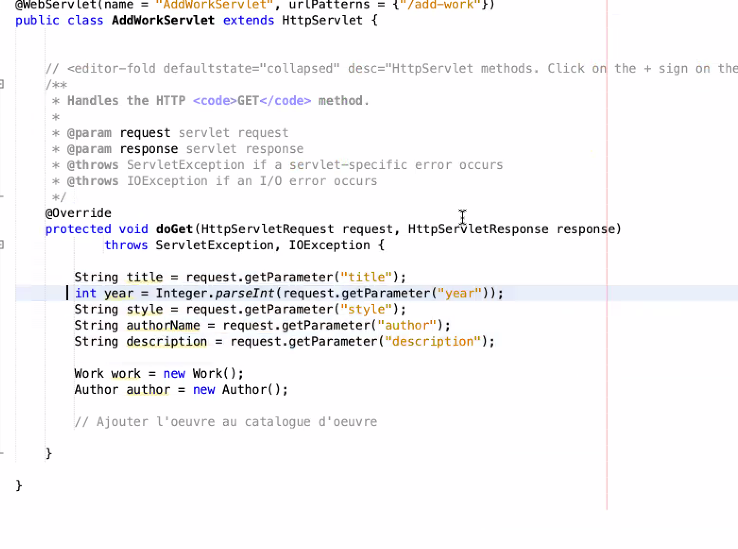 @WebServlet(name = "AddWorkServlet", urlPatterns = {"/add-work"})
public class AddWorkServlet extends HttpServlet {
// <editor-fold defaultstate="collapsed" desc="HttpServlet methods. Click on the + sign on the
/**
* Handles the HTTP <code>GET</code> method.
*
* @param request servlet request
* @param response servlet response
* @throws ServletException if a servlet-specific error occurs
* @throws IOException if an I/O error occurs
*/
@Override
protected void doGet(HttpServletRequest request, HttpServletResponse response)
throws ServletException, IOException {
String title = request.getParameter("title");
int year = Integer.parseInt(request.getParameter("year"));
String style = request.getParameter("style");
String authorName = request.getParameter("author");
String description = request.getParameter("description");
Work work = new Work();
Author author = new Author();
// Ajouter l'oeuvre au catalogue d'oeuvre
}
}